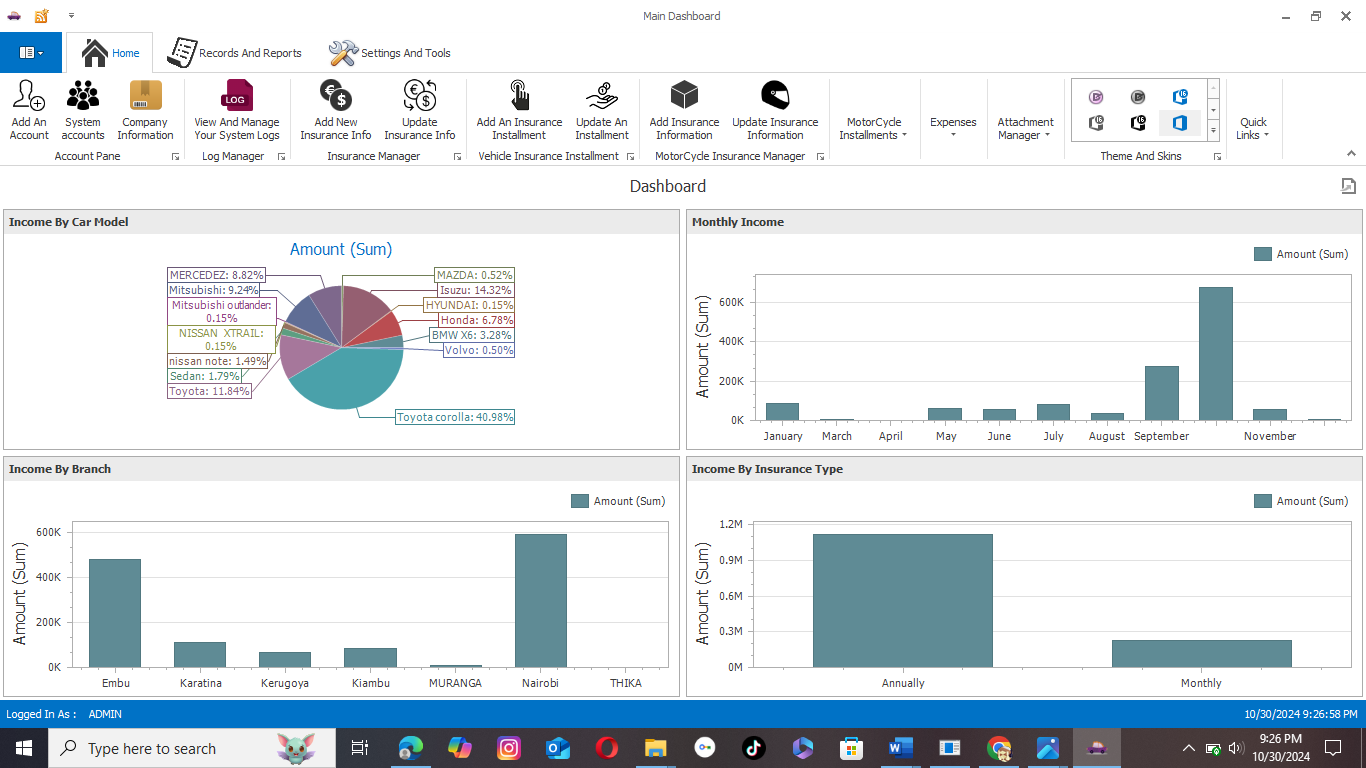 Main Dashboard
Home
Records And Reports
Settings And Tools
Add An
Account
System
accounts
Company
Information
Account Pane
LOG
View And Manage
Your System Logs
Log Manager
Add New
Insurance Info
Update
Insurance Info
Insurance Manager
Add An Insurance
Installment
Update An
Installment
Vehicle Insurance Installment
Add Insurance
Information
Update Insurance
Information
MotorCycle Insurance Manager
MotorCycle
Installments
Expenses
Attachment
Manager
Theme And Skins
Quick
Links
Dashboard
Income By Car Model
Amount (Sum)
MERCEDEZ: 8.82%
Mitsubishi: 9.24%
Mitsubishi outlander:
0.15%
NISSAN XTRAIL:
0.15%
nissan note: 1.49%
Sedan: 1.79%
Toyota: 11.84%
MAZDA: 0.52%
Isuzu: 14.32%
HYUNDAI: 0.15%
Honda: 6.78%
BMW X6: 3.28%
Volvo: 0.50%
Toyota corolla: 40.98%
Monthly Income
Amount (Sum)
Amount (Sum)
600K
400K
200K
0K
January
March
April
May
June
July
August
September
November
Income By Branch
Amount (Sum)
Amount (Sum)
600K
400K
200K
0K
Embu
Karatina
Kerugoya
Kiambu
MURANGA
Nairobi
THIKA
Income By Insurance Type
Amount (Sum)
Amount (Sum)
1.2M
0.9M
0.6M
0.3M
0M
Annually
Monthly
Logged In As : ADMIN
10/30/2024 9:26:58 PM
Type here to search
9:26 PM
10/30/2024